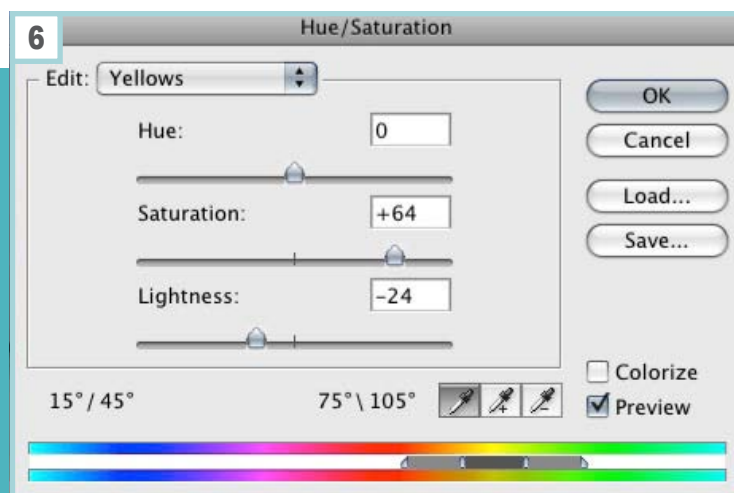 6
Hue/Saturation
Edit: Yellows
OK
Hue: 0
Cancel
Load...
Saturation: +64
Save...
Lightness: -24
Colorize
15°/45° 75°\105°
Preview